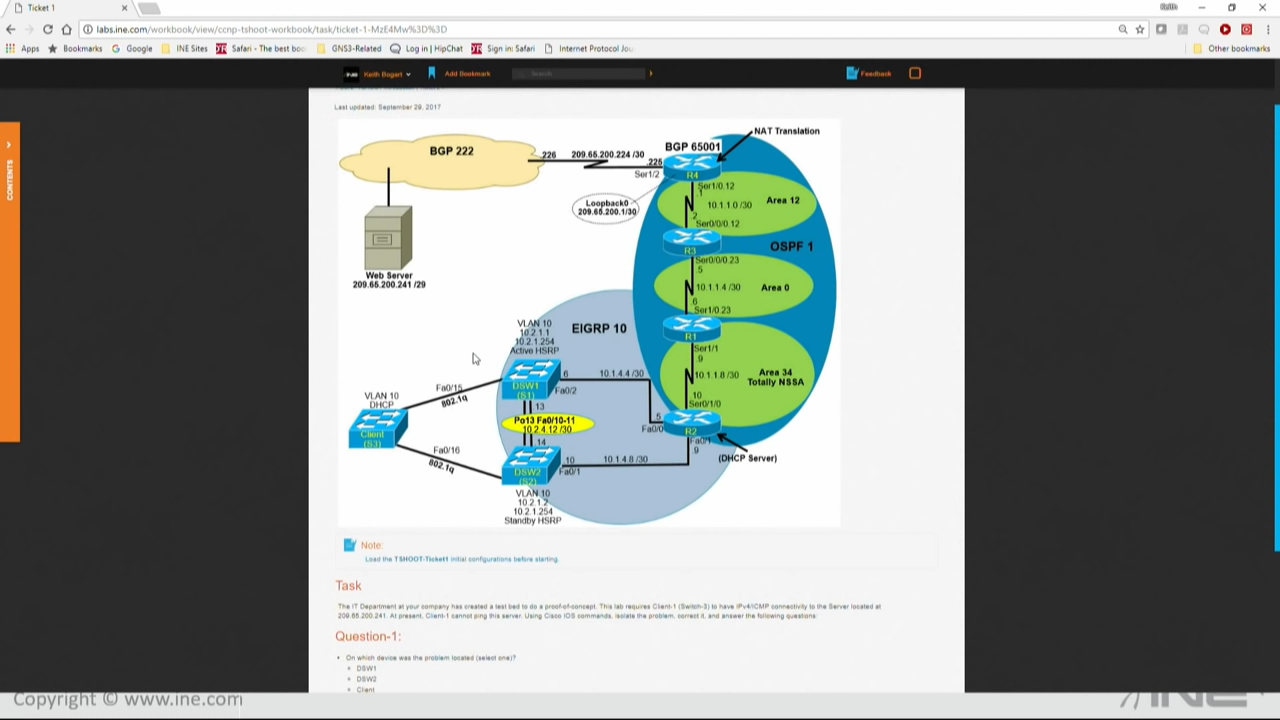 Ticket 1
labs.ine.com/workbook/view/ccnp-tshoot-workbook/task/ticket-1-MzE4Mw%3D%3D
Apps Bookmarks Google INE Sites Safari - The best boo GNS3-Related Log in | HipChat Sign in: Safari Internet Protocol Jou Other bookmarks
Keith Bogart Add Bookmark Search Feedback
CONTENTS
Last updated: September 29, 2017
BGP 222
.226
209.65.200.224 /30
.225
Ser1/2
BGP 65001
NAT Translation
R4
Loopback0
209.65.200.1/30
Ser1/0.12
.1
10.1.1.0 /30
Area 12
.2
Ser0/0/0.12
R3
OSPF 1
Ser0/0/0.23
.5
10.1.1.4 /30
Area 0
.6
Ser1/0.23
R1
Ser1/1
.9
10.1.1.8 /30
Area 34
Totally NSSA
10
Ser0/1/0
R2
Fa0/1
.9
(DHCP Server)
Web Server
209.65.200.241 /29
EIGRP 10
VLAN 10
10.2.1.1
10.2.1.254
Active HSRP
DSW1
(S1)
.6
Fa0/2
10.1.4.4 /30
.5
Fa0/0
Fa0/15
802.1q
VLAN 10
DHCP
Client
(S3)
.13
Po13 Fa0/10-11
10.2.4.12 /30
.14
Fa0/16
802.1q
DSW2
(S2)
.10
Fa0/1
10.1.4.8 /30
VLAN 10
10.2.1.2
10.2.1.254
Standby HSRP
Note:
Load the TSHOOT-Ticket1 initial configurations before starting.
Task
The IT Department at your company has created a test bed to do a proof-of-concept. This lab requires Client-1 (Switch-3) to have IPv4/ICMP connectivity to the Server located at
209.65.200.241. At present, Client-1 cannot ping this server. Using Cisco IOS commands, isolate the problem, correct it, and answer the following questions:
Question-1:
On which device was the problem located (select one)?
DSW1
DSW2
Client
Copyright © www.ine.com
INE